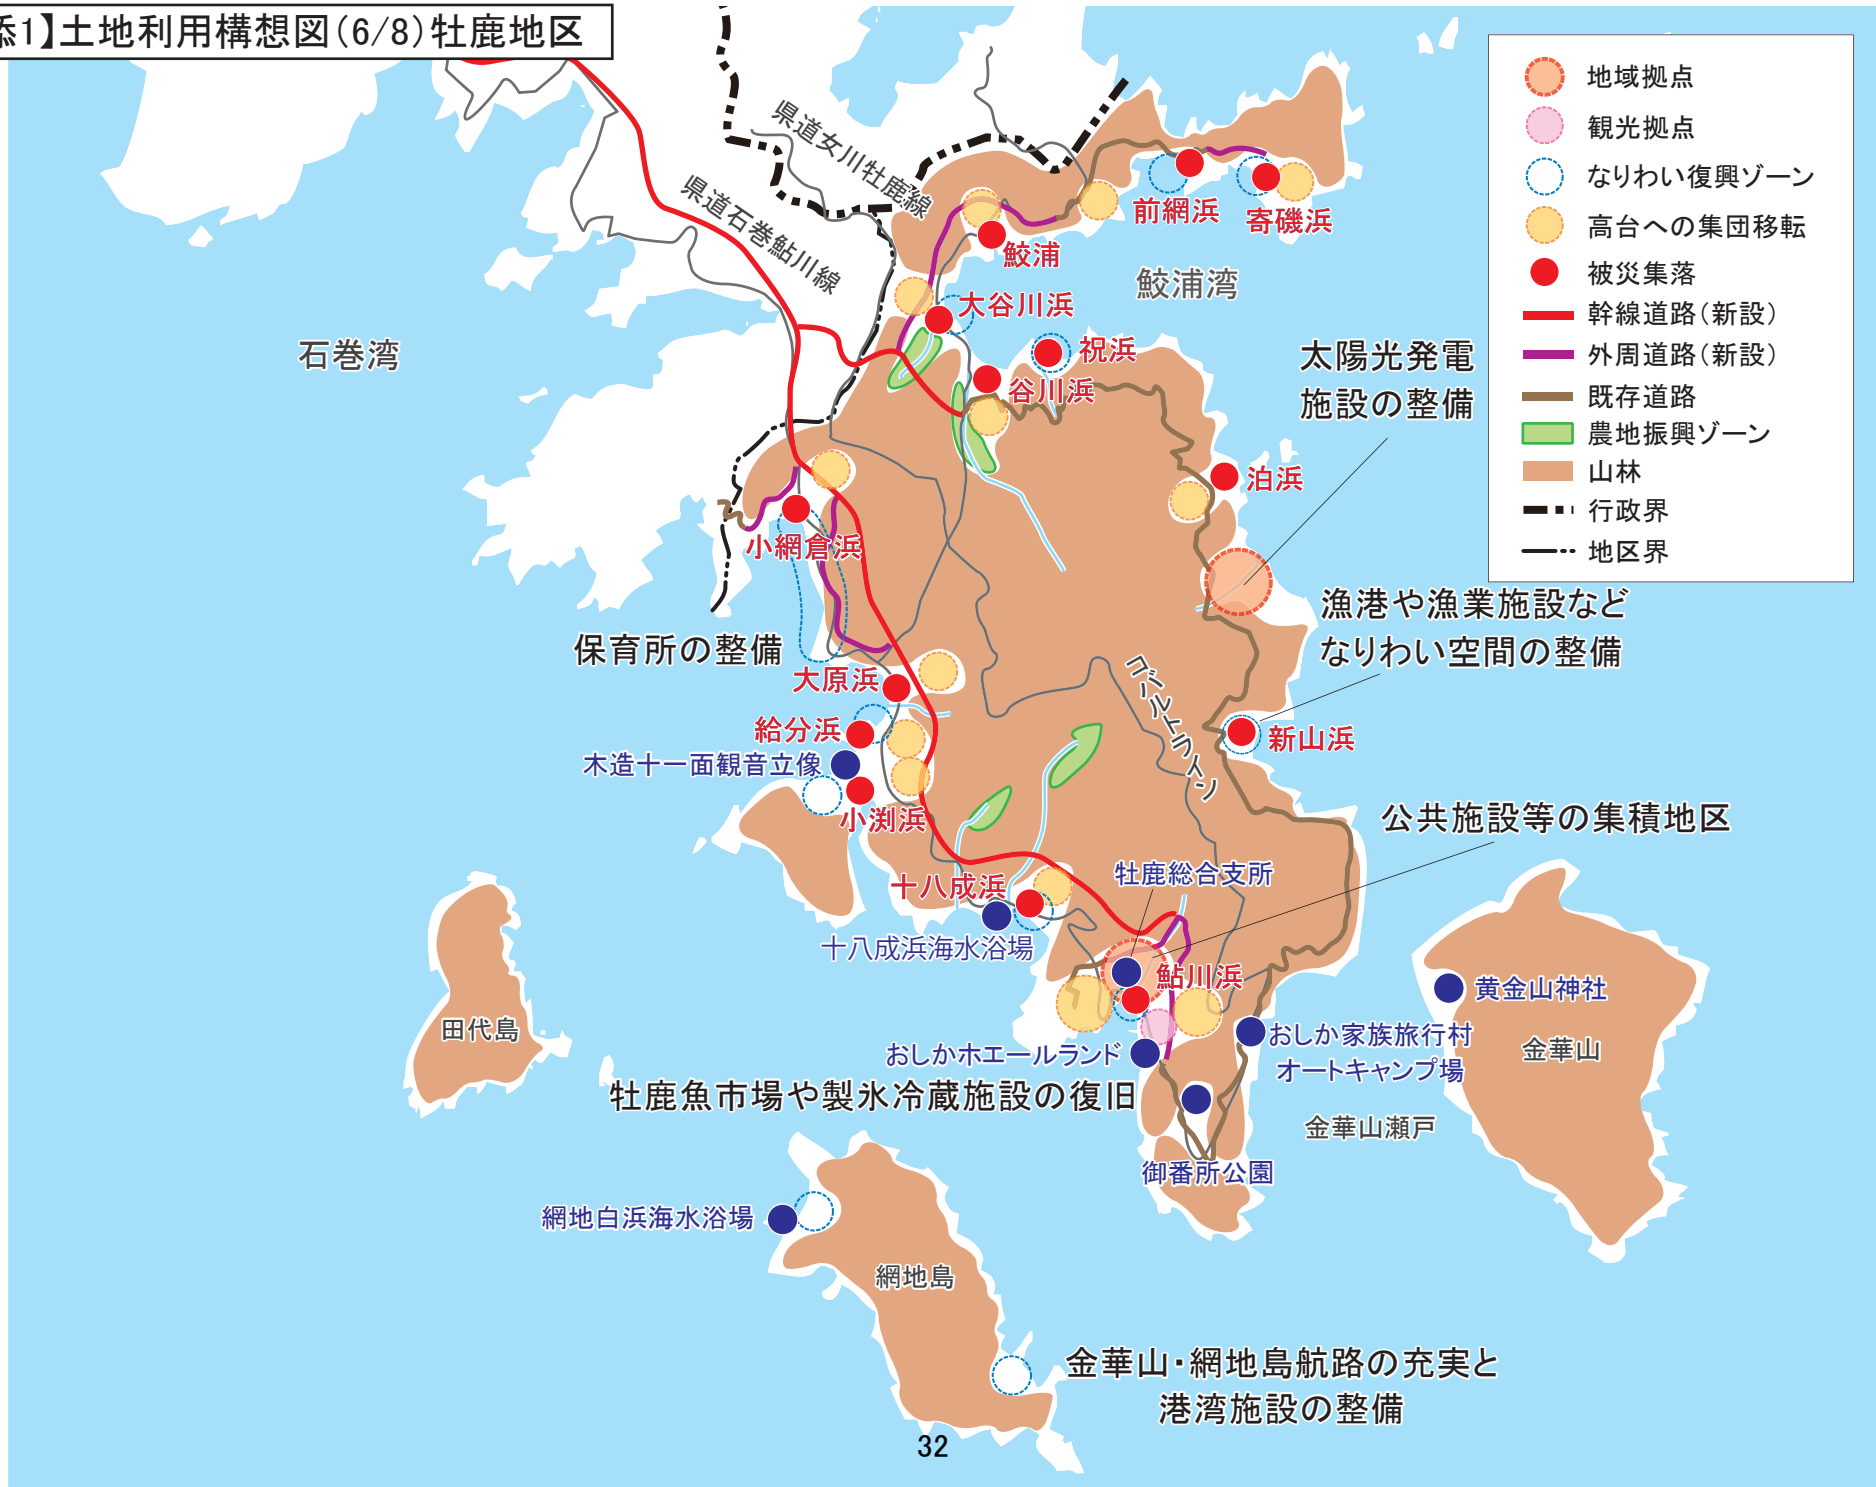 添1】土地利用構想図(6/8)牡鹿地区
地域拠点
観光拠点
なりわい復興ゾーン
高台への集団移転
被災集落
幹線道路(新設)
外周道路(新設)
既存道路
農地振興ゾーン
山林
行政界
地区界
県道女川牡鹿線
県道石巻鮎川線
前網浜
寄磯浜
鮫浦
鮫浦湾
大谷川浜
石巻湾
祝浜
谷川浜
太陽光発電
施設の整備
泊浜
小網倉浜
漁港や漁業施設など
なりわい空間の整備
保育所の整備
大原浜
コバルトライン
給分浜
新山浜
木造十一面観音立像
小渕浜
公共施設等の集積地区
牡鹿総合支所
十八成浜
十八成浜海水浴場
鮎川浜
黄金山神社
田代島
おしか家族旅行村
オートキャンプ場
金華山
おしかホエールランド
牡鹿魚市場や製氷冷蔵施設の復旧
金華山瀬戸
御番所公園
網地白浜海水浴場
網地島
金華山・網地島航路の充実と
港湾施設の整備
32